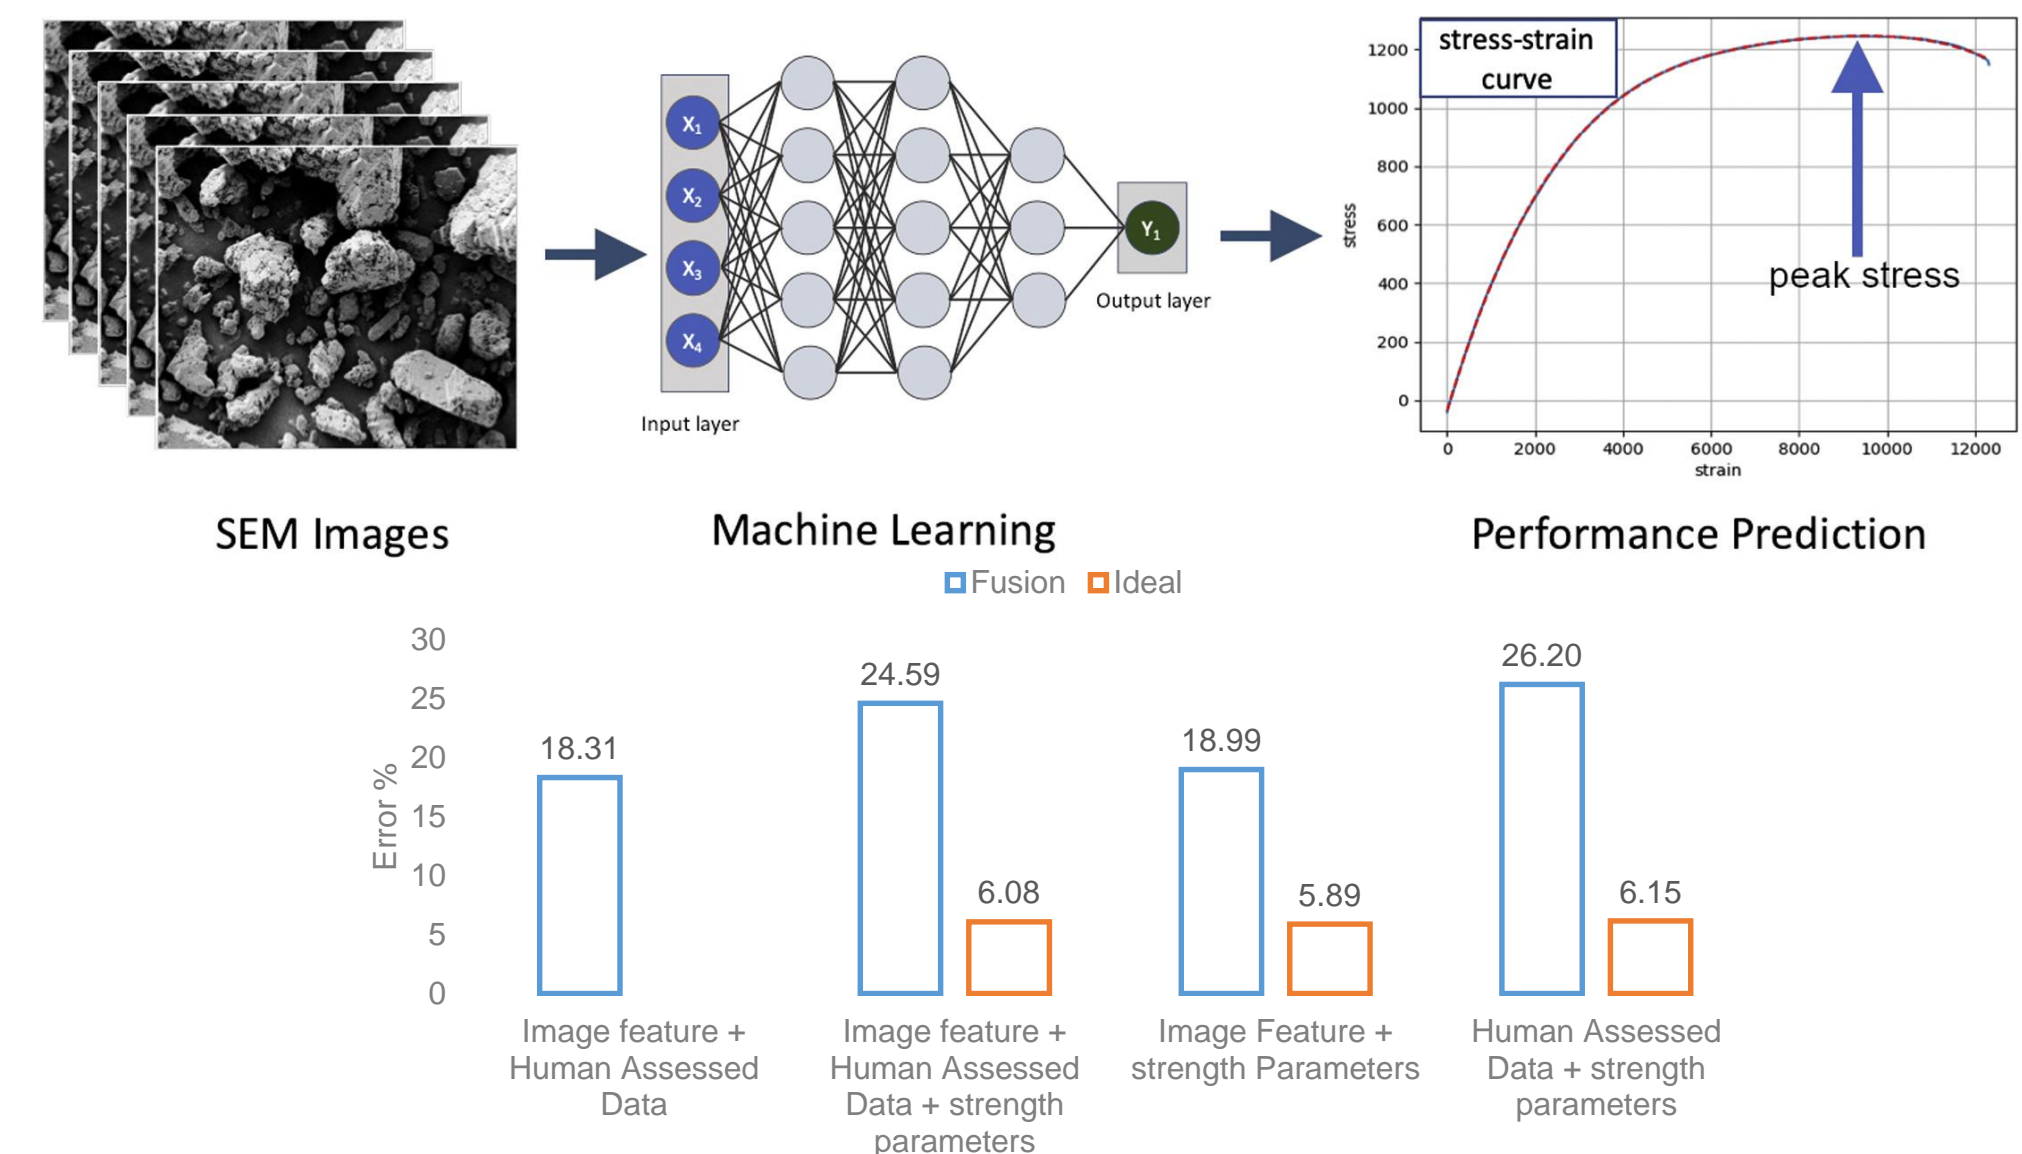 X1
X2
X3
X4
Input layer
Y1
Output layer
stress-strain
curve
1200
1000
800
600
400
200
0
stress
peak stress
0 2000 4000 6000 8000 10000 12000
strain
SEM Images
Machine Learning
Performance Prediction
Fusion Ideal
30
25
20
15
10
5
0
Error %
18.31
24.59
6.08
18.99
5.89
26.20
6.15
Image feature +
Human Assessed
Data
Image feature +
Human Assessed
Data + strength
parameters
Image Feature +
strength Parameters
Human Assessed
Data + strength
parameters